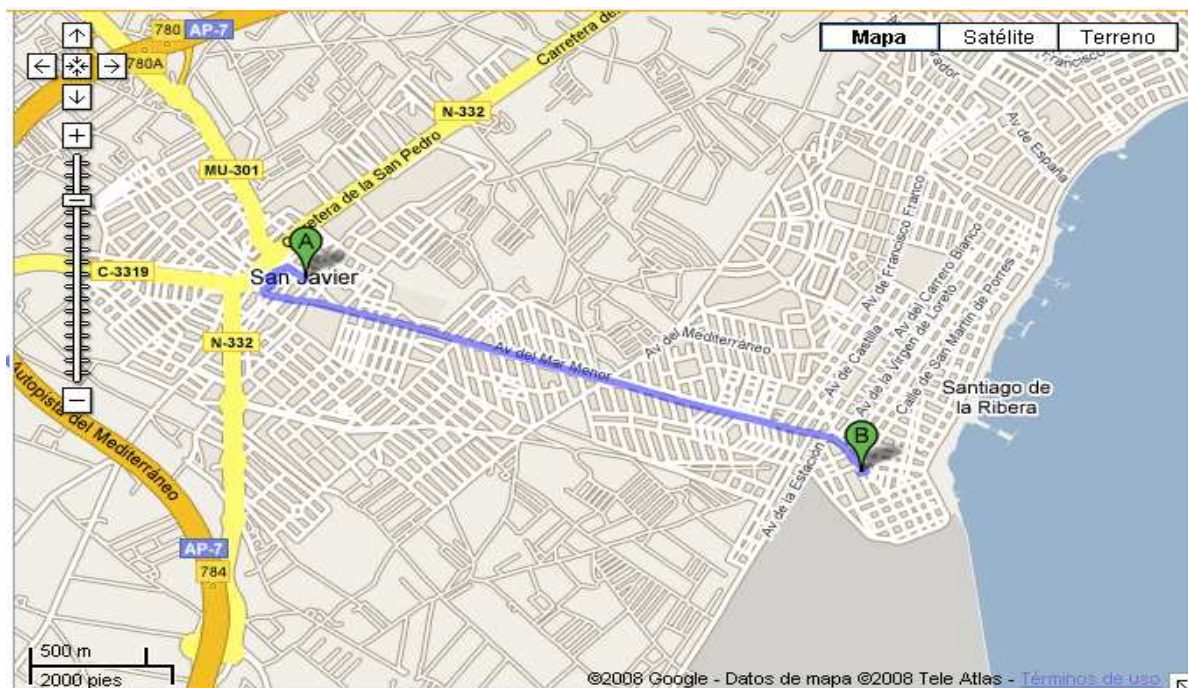 780 AP-7
780A
Mapa Satélite Terreno
Carretera de
N-332
Carretera de la San Pedro
MU-301
C-3319
A
San Javier
N-332
Av del Mar Menor
Av del Mediterráneo
Av de España
Francisco
Av de Francisco Franco
Av del Carrero Blanco
Av de la Virgen de Loreto
Calle de San Martín de Porres
Av de Castilla
Santiago de
la Ribera
B
Av de la Estación
Autopista del Mediterráneo
AP-7
784
500 m
2000 pies
©2008 Google - Datos de mapa ©2008 Tele Atlas - Términos de uso